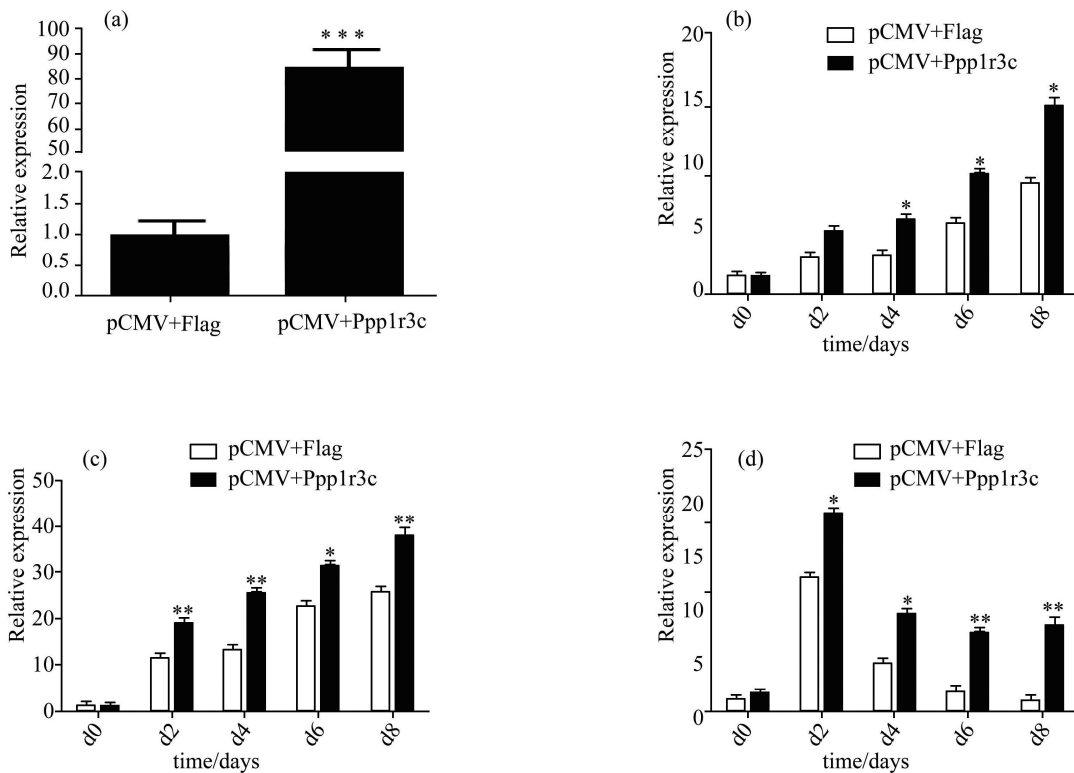 (a)
* * *
Relative expression
100
90
80
70
60
50
2.0
1.5
1.0
0.5
0.0
pCMV+Flag
pCMV+Ppp1r3c
(b)
pCMV+Flag
pCMV+Ppp1r3c
Relative expression
20
15
10
5
0
*
*
*
d0
d2
d4
d6
d8
time/days
(c)
pCMV+Flag
pCMV+Ppp1r3c
Relative expression
50
40
30
20
10
0
**
**
*
**
d0
d2
d4
d6
d8
time/days
(d)
pCMV+Flag
pCMV+Ppp1r3c
Relative expression
25
20
15
10
5
0
*
*
**
**
d0
d2
d4
d6
d8
time/days